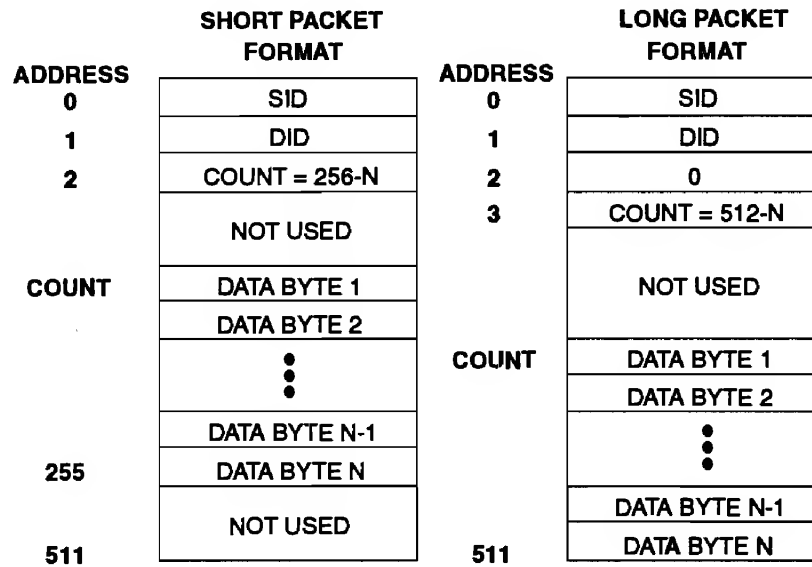 SHORT PACKET
FORMAT
ADDRESS
0 SID
1 DID
2 COUNT = 256-N
NOT USED
COUNT DATA BYTE 1
DATA BYTE 2
DATA BYTE N-1
255 DATA BYTE N
NOT USED
511
LONG PACKET
FORMAT
ADDRESS
0 SID
1 DID
2 0
3 COUNT = 512-N
NOT USED
COUNT DATA BYTE 1
DATA BYTE 2
DATA BYTE N-1
511 DATA BYTE N